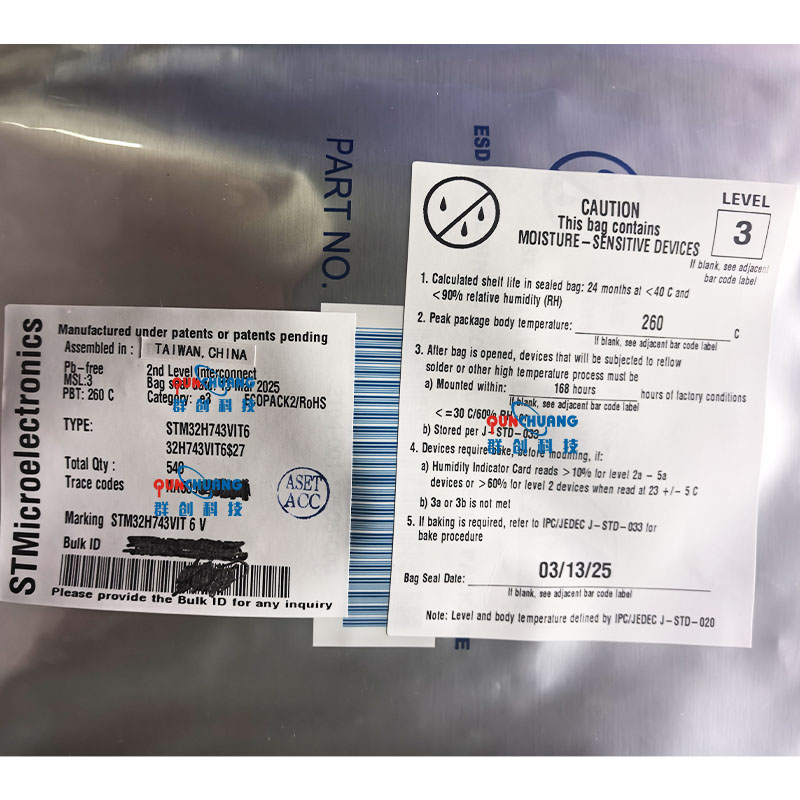 PART NO.
ESD
STMicroelectronics
Manufactured under patents or patents pending
Assembled in : TAIWAN, CHINA
Pb-free 2nd Level Interconnect
MSL:3 Bag seal 2025
PBT: 260 C Category: e3 ECOPACK2/RoHS
TYPE: STM32H743VIT6
32H743VIT6S27
Total Qty : 540
Trace codes
ASET
ACC
Marking STM32H743VIT 6 V
Bulk ID
Please provide the Bulk ID for any inquiry
QUNCHUANG
群创科技
QUNCHUANG
群创科技
LEVEL
3
CAUTION
This bag contains
MOISTURE-SENSITIVE DEVICES
If blank, see adjacent
bar code label
1. Calculated shelf life in sealed bag: 24 months at <40 C and
<90% relative humidity (RH)
2. Peak package body temperature: 260 C
If blank, see adjacent bar code label
3. After bag is opened, devices that will be subjected to reflow
solder or other high temperature process must be
a) Mounted within: 168 hours hours of factory conditions
If blank, see adjacent bar code label
<=30 C/60% RH
b) Stored per J-STD-033
QUNCHUANG
群创科技
4. Devices require bake, before mounting, if:
a) Humidity Indicator Card reads >10% for level 2a - 5a
devices or >60% for level 2 devices when read at 23 +/- 5 C
b) 3a or 3b is not met
5. If baking is required, refer to IPC/JEDEC J-STD-033 for
bake procedure
Bag Seal Date: 03/13/25
If blank, see adjacent bar code label
Note: Level and body temperature defined by IPC/JEDEC J-STD-020